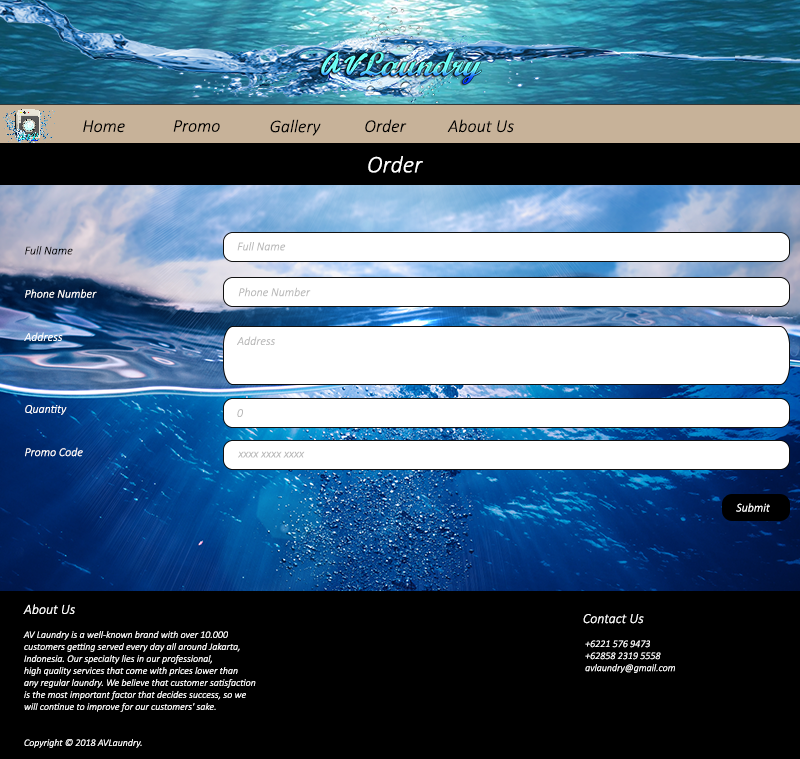 AVLaundry
Home Promo Gallery Order About Us
Order
Full Name Full Name
Phone Number Phone Number
Address Address
Quantity 0
Promo Code xxxx xxxx xxxx
Submit
About Us
AV Laundry is a well-known brand with over 10.000
customers getting served every day all around Jakarta,
Indonesia. Our specialty lies in our professional,
high quality services that come with prices lower than
any regular laundry. We believe that customer satisfaction
is the most important factor that decides success, so we
will continue to improve for our customers' sake.
Contact Us
+6221 576 9473
+62858 2319 5558
avlaundry@gmail.com
Copyright © 2018 AVLaundry.